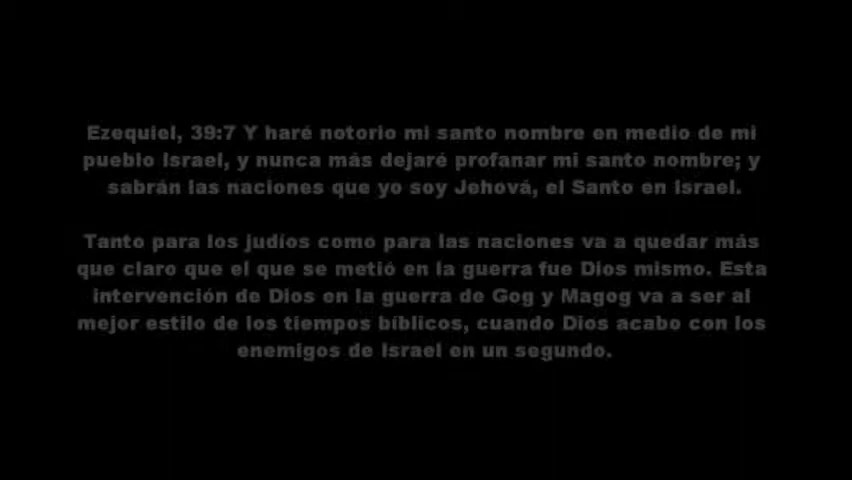 Ezequiel, 39:7 Y haré notorio mi santo nombre en medio de mi
pueblo Israel, y nunca más dejaré profanar mi santo nombre; y
sabrán las naciones que yo soy Jehová, el Santo en Israel.
Tanto para los judíos como para las naciones va a quedar más
que claro que el que se metió en la guerra fue Dios mismo. Esta
intervención de Dios en la guerra de Gog y Magog va a ser al
mejor estilo de los tiempos bíblicos, cuando Dios acabo con los
enemigos de Israel en un segundo.